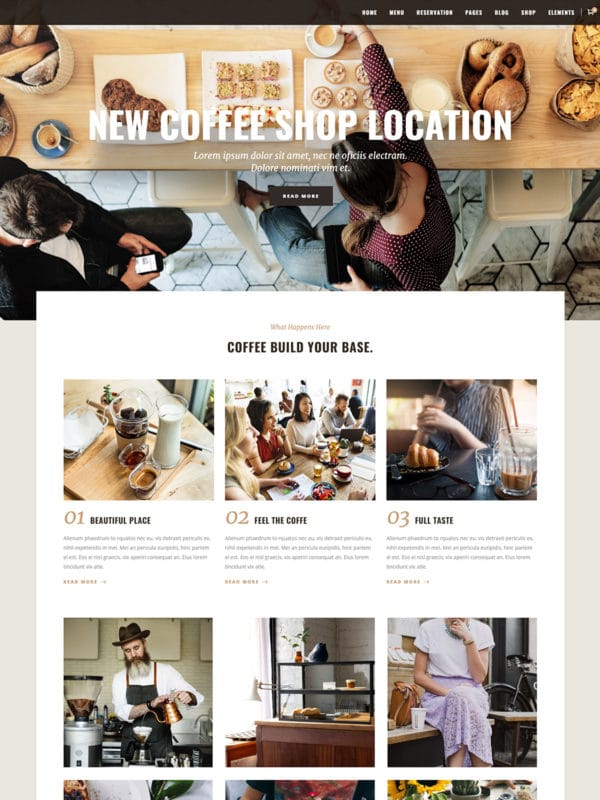 HOME MENU RESERVATION PAGES BLOG SHOP ELEMENTS
NEW COFFEE SHOP LOCATION
Lorem ipsum dolor sit amet, nec ne oficiis electram.
Dolore nominati vim et.
READ MORE
What Happens Here
COFFEE BUILD YOUR BASE.
01 BEAUTIFUL PLACE
Alienum phaedrum to rquatos nec eu, vis detraxit periculis ex,
nihil expetendis in mei. Mei an pericula euripidis, hinc partem
ei est. Eos ei nisl graecis, vix aperiri consequat an. Eius lorem
tincidunt vix atle.
READ MORE →
02 FEEL THE COFFE
Alienum phaedrum to rquatos nec eu, vis detraxit periculis ex,
nihil expetendis in mei. Mei an pericula euripidis, hinc partem
ei est. Eos ei nisl graecis, vix aperiri consequat an. Eius lorem
tincidunt vix atle.
READ MORE →
03 FULL TASTE
Alienum phaedrum to rquatos nec eu, vis detraxit periculis ex,
nihil expetendis in mei. Mei an pericula euripidis, hinc partem
ei est. Eos ei nisl graecis, vix aperiri consequat an. Eius lorem
tincidunt vix atle.
READ MORE →